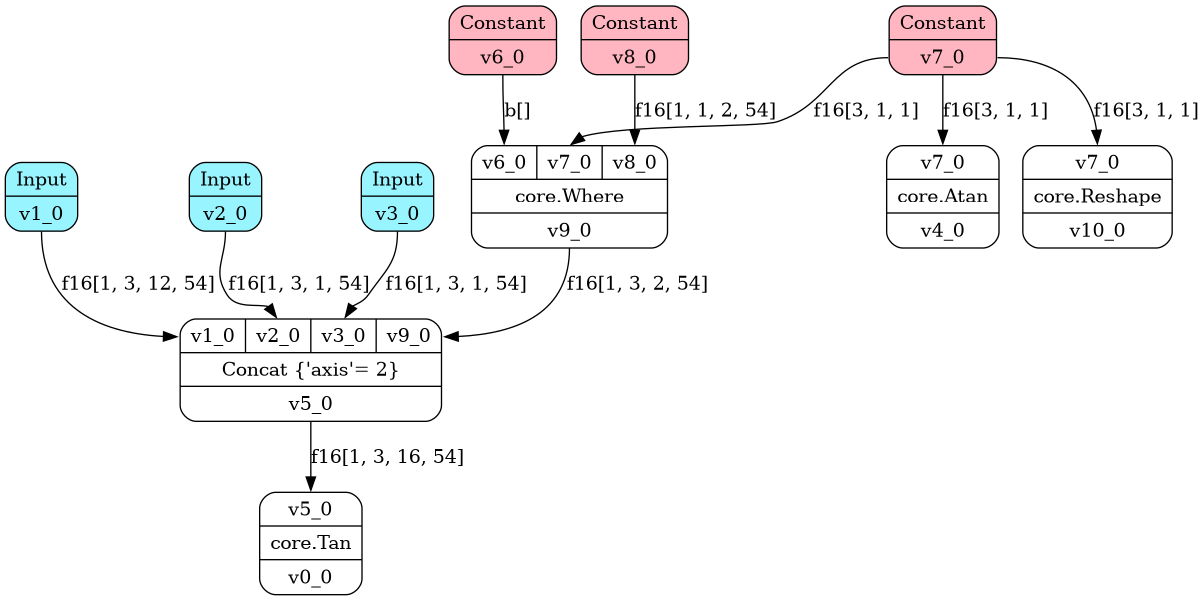 Constant
v6_0
Constant
v8_0
Constant
v7_0
b[]
f16[1, 1, 2, 54]
f16[3, 1, 1]
f16[3, 1, 1]
f16[3, 1, 1]
Input
v1_0
Input
v2_0
Input
v3_0
v6_0 v7_0 v8_0
core.Where
v9_0
v7_0
core.Atan
v4_0
v7_0
core.Reshape
v10_0
f16[1, 3, 12, 54]
f16[1, 3, 1, 54]
f16[1, 3, 1, 54]
f16[1, 3, 2, 54]
v1_0 v2_0 v3_0 v9_0
Concat {'axis'= 2}
v5_0
f16[1, 3, 16, 54]
v5_0
core.Tan
v0_0